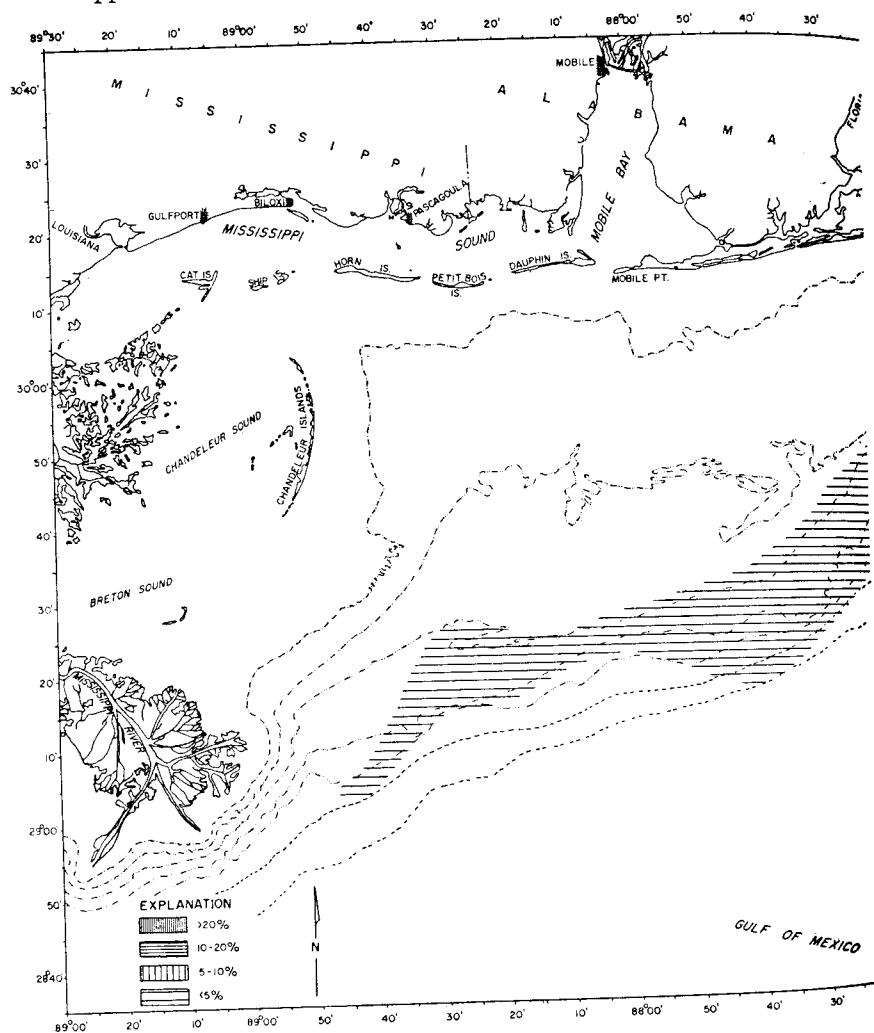 89°30' 20' 10' 89°00' 50' 40' 30' 20' 10' 88°00' 50' 40' 30'
MOBILE
30°40'
MISSISSIPPI
ALABAMA
30'
PASCAGOULA
MOBILE BAY
BILOXI
GULFPORT
LOUISIANA
MISSISSIPPI
SOUND
20'
HORN IS.
DAUPHIN IS.
CAT IS.
SHIP
PETIT BOIS IS.
MOBILE PT.
10'
30°00'
CHANDELEUR SOUND
CHANDELEUR ISLANDS
50'
40'
BRETON SOUND
30'
20'
MISSISSIPPI
RIVER
10'
29°00'
EXPLANATION
50'
>20%
GULF OF MEXICO
10-20%
N
5-10%
28°40'
<5%
89°00' 20' 10' 89°00' 50' 40' 30' 20' 10' 88°00' 50' 40' 30'